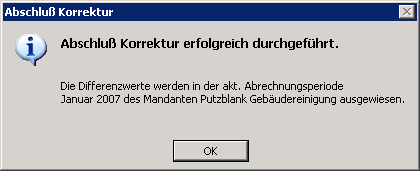 Abschluß Korrektur
Abschluß Korrektur erfolgreich durchgeführt.
Die Differenzwerte werden in der akt. Abrechnungsperiode
Januar 2007 des Mandanten Putzblank Gebäudereinigung ausgewiesen.
OK